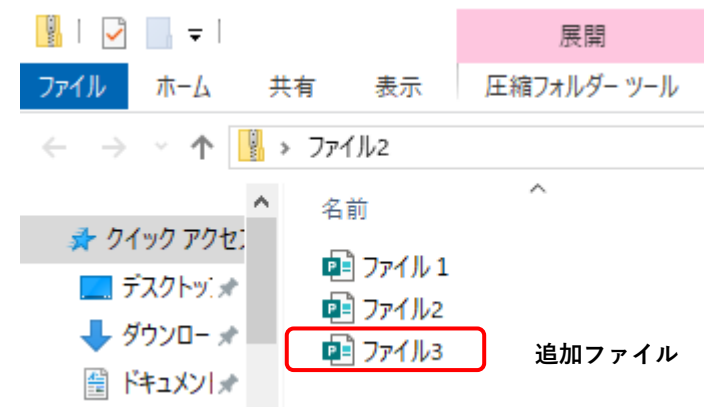 展開
ファイル ホーム 共有 表示 圧縮フォルダー ツール
ファイル2
名前
クイック アクセ
デスクトッ
ファイル 1
ダウンロー
ファイル2
ドキュメン
ファイル3
追加ファイル